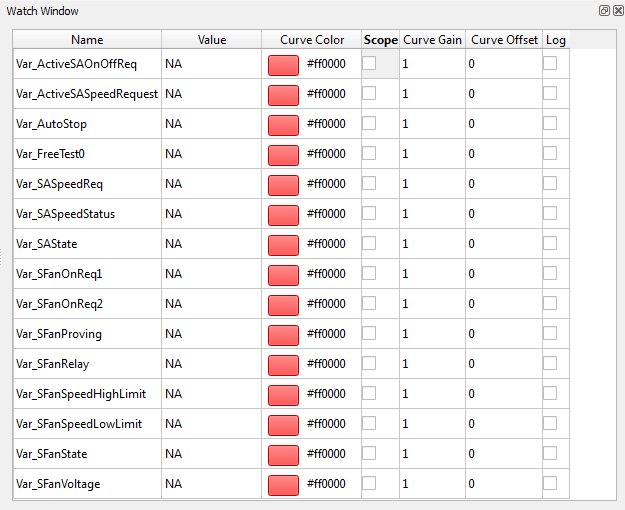 Watch Window
Name Value Curve Color Scope Curve Gain Curve Offset Log
Var_ActiveSAOnOffReq NA #ff0000 1 0
Var_ActiveSASpeedRequest NA #ff0000 1 0
Var_AutoStop NA #ff0000 1 0
Var_FreeTest0 NA #ff0000 1 0
Var_SASpeedReq NA #ff0000 1 0
Var_SASpeedStatus NA #ff0000 1 0
Var_SAState NA #ff0000 1 0
Var_SFanOnReq1 NA #ff0000 1 0
Var_SFanOnReq2 NA #ff0000 1 0
Var_SFanProving NA #ff0000 1 0
Var_SFanRelay NA #ff0000 1 0
Var_SFanSpeedHighLimit NA #ff0000 1 0
Var_SFanSpeedLowLimit NA #ff0000 1 0
Var_SFanState NA #ff0000 1 0
Var_SFanVoltage NA #ff0000 1 0